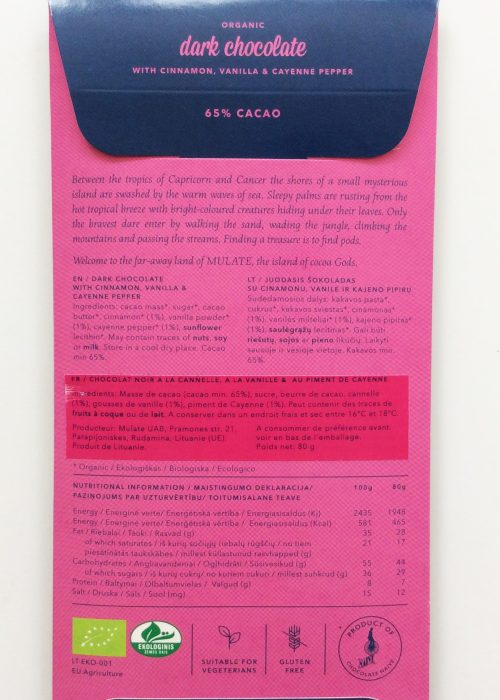 ORGANIC
dark chocolate
WITH CINNAMON, VANILLA & CAYENNE PEPPER
65% CACAO
Between the tropics of Capricorn and Cancer the shores of a small mysterious
island are swashed by the warm waves of sea. Sleepy palms are rusting from the
hot tropical breeze with bright-coloured creatures hiding under their leaves. Only
the bravest dare enter by walking the sand, wading the jungle, climbing the
mountains and passing the streams. Finding a treasure is to find pods.
Welcome to the far-away land of MULATE, the island of cocoa Gods.
EN / DARK CHOCOLATE
WITH CINNAMON, VANILLA &
CAYENNE PEPPER
Ingredients: cacao mass*, sugar*, cacao
butter*, cinnamon* (1%), vanilla powder*
(1%), cayenne pepper* (1%), sunflower
lecithin*. May contain traces of nuts, soy
or milk. Store in a cool dry place. Cacao
min 65%.
LT / JUODASIS ŠOKOLADAS
SU CINAMONU, VANILE IR KAJENO PIPIRU
Sudedamosios dalys: kakavos pasta*,
cukrus*, kakavos sviestas*, cinamonas*
(1%), vanilės milteliai* (1%), kajeno pipiras*
(1%), saulėgrąžų lecitinas*. Gali būti
riešutų, sojos ar pieno likučių. Laikyti
sausoje ir vėsioje vietoje. Kakavos min.
65%.
FR / CHOCOLAT NOIR A LA CANNELLE, A LA VANILLE & AU PIMENT DE CAYENNE
Ingrédients: Masse de cacao (cacao min. 65%), sucre, beurre de cacao, cannelle
(1%), gousses de vanille (1%), piment de Cayenne (1%). Peut contenir des traces de
fruits à coque ou de lait. A conserver dans un endroit frais et sec entre 16°C et 18°C.
Producteur: Mulate UAB, Pramones str. 21,
Parapijoniskes, Rudamina, Lituanie (UE)
Produit de Lituanie.
A consommer de préférence avant:
voir en bas de l'emballage.
Poids net: 80 g
* Organic / Ekologiškas / Bioloģiska / Ecologico
NUTRITIONAL INFORMATION / MAISTINGUMO DEKLARACIJA/
PAZIŅOJUMS PAR UZTURVĒRTĪBU/ TOITUMISALANE TEAVE 100g 80g
Energy / Energinė vertė/ Enerģētiskā vērtība / Energiasisaldus (Kj) 2435 1948
Energy / Energinė vertė/ Enerģētiskā vērtība / Energiasisaldus (Kcal) 581 465
Fat / Riebalai / Tauki / Rasvad (g) 35 28
of which saturates / iš kurių sočiųjų riebalų rūgščių / no tiem 21 17
piesātinātās taukskābes / millest küllastunud rasvhapped (g)
Carbohydrates / Angliavandeniai / Ogļhidrāti / Süsivesikud (g) 55 44
of which sugars / iš kurių cukrų/ no kuriem cukuri / millest suhkrud (g) 36 29
Protein / Baltymai / Olbaltumvielas / Valgud (g) 8 7
Salt / Druska / Sāls / Sool (mg) 15 12
LT-EKO-001
EU Agriculture
EKOLOGINIS
ŽEMĖS ŪKIS
SUITABLE FOR
VEGETERIANS
GLUTEN
FREE
PRODUCT OF
CHOCOLATE NAIVE